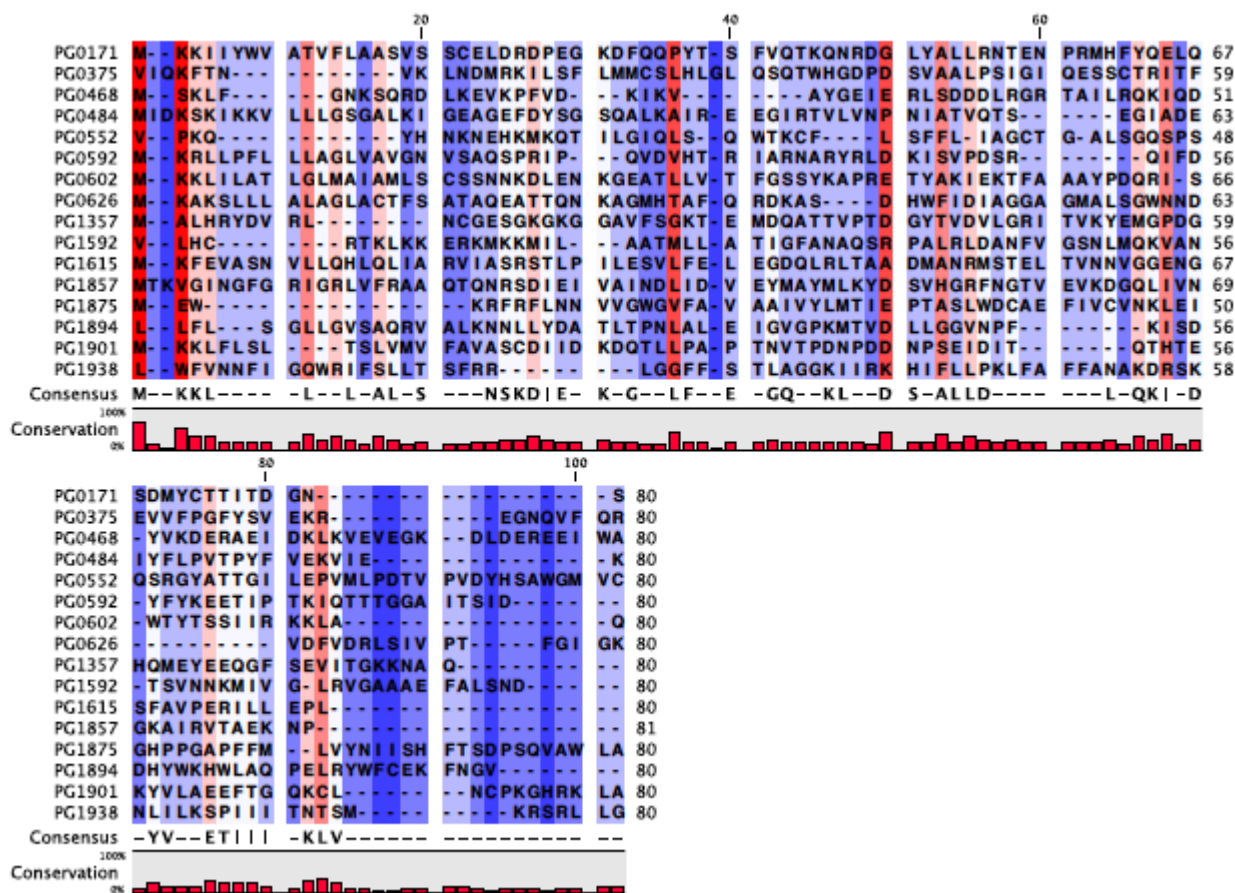 20 40 60
PG0171 M--KKIIYWV ATVFLAASVS SCELDRDPEG KDFQQPYT-S FVQTKQNRDG LYALLRNTEN PRMHFYQELQ 67
PG0375 VIQKFTN--- -------VK LNDMRKILSF LMMCSLHLGL QSQTWHGDPD SVAALPSIGI QESSCTRITF 59
PG0468 M--SKLF--- ---GNKSQRD LKEVKPFVD- --KIKV---- ----AYGEIE RLSDDDLRGR TAILRQKIQD 51
PG0484 MIDKSKIKKV LLLGSGALKI GEAGEFDYSG SQALKAIR-E EGIRTVLVNP NIATVQTS-- ---EGIADE 59
PG0552 V--PKQ---- -------YH NKNEHKMKQT ILGIQLS--Q WTKCF----L SFFL-IAGCT G-ALSGQSPS 48
PG0592 M--KRLLPFL LLAGLVAVGN VSAQSPRIP- --QVDVHT-R IARNARYRLD KISVPDSR-- ----QIFD 56
PG0602 M--KKLILAT LGLMAIAMLS CSSNNKDLEN KGEATLLV-T FGSSYKAPRE TYAKIEKTFA AAYPDQRI-S 66
PG0626 M--KAKSLLL ALAGLACTFS ATAQEATTQN KAGMHTAF-Q RDKAS----D HWFIDIAGGA GMALSGWNND 63
PG1357 M--ALHRYDV RL-------- NCGESGKGKG GAVFSGKT-E MDQATTVPTD GYTVDVLGRI TVKYEMGPDG 59
PG1592 V--LHC---- ----RTKLKK ERKMKKMIL- --AATMLL-A TIGFANAQSR PALRLDANFV GSNLMQKVAN 56
PG1615 M--KFEVASN VLLQHLQLIA RVIASRSTLP ILESVLFE-L EGDQLRLTAA DMANRMSTEL TVNNVGGENG 67
PG1857 MTKVGINGFG RIGRLVFRAA QTQNRSDIEI VAINDLID-V EYMAYMLKYD SVHGRFNGTV EVKDGQLIVN 69
PG1875 M--EW----- ---------- --KRFRFLNN VVGWGVFA-V AAIVYLMTIE PTASLWDCAE FIVCVNKLEI 50
PG1894 L--LFL---S GLLGVSAQRV ALKNNLLYDA TLTPNLAL-E IGVGPKMTVD LLGGVNPF-- -----KISD 56
PG1901 M--KKLFLSL ---TSLVMV FAVASCDIID KDQTLLPA-P TNVTPDNPDD NPSEIDIT-- ----QTHTE 56
PG1938 L--WFVNNFI GQWRIFSLLT SFRR------ ---LGGFF-S TLAGGKIIRK HIFLLPKLFA FFANAKDRSK 58
Consensus M--KKL---- -L--L-AL-S ---NSKDIE- K-G--LF--E -GQ--KL--D S-ALLD---- ---L-QKI-D
100%
Conservation
0%
80 100
PG0171 SDMYCTTITD GN-------- ---------- -S 80
PG0375 EVVFPGFYSV EKR------- ----EGNQVF QR 80
PG0468 -YVKDERAEI DKLKVEVEGK --DLDEREEI WA 80
PG0484 IYFLPVTPYF VEKVIE---- ---------- -K 80
PG0552 QSRGYATTGI LEPVMLPDTV PVDYHSAWGM VC 80
PG0592 -YFYKEETIP TKIQTTTGGA ITSID----- -- 80
PG0602 -WTYTSSIIR KKLA------ ---------- -Q 80
PG0626 ---------- VDFVDRLSIV PT----FGI GK 80
PG1357 HQMEYEEQGF SEVITGKKNA Q--------- -- 80
PG1592 -TSVNNKMIV G-LRVGAAAE FALSND---- -- 80
PG1615 SFAVPERILL EPL------- ---------- -- 80
PG1857 GKAIRVTAEK NP-------- ---------- -- 81
PG1875 GHPPGAPFFM --LVYNIISH FTSDPSQVAW LA 80
PG1894 DHYWKHWLAQ PELRYWFCEK FNGV------ -- 80
PG1901 KYVLAEEFTG QKCL------ --NCPKGHRK LA 80
PG1938 NLILKSPIII TNTSM----- -----KRSRL LG 80
Consensus -YV--ETIII -KLV------ ---------- --
100%
Conservation
0%